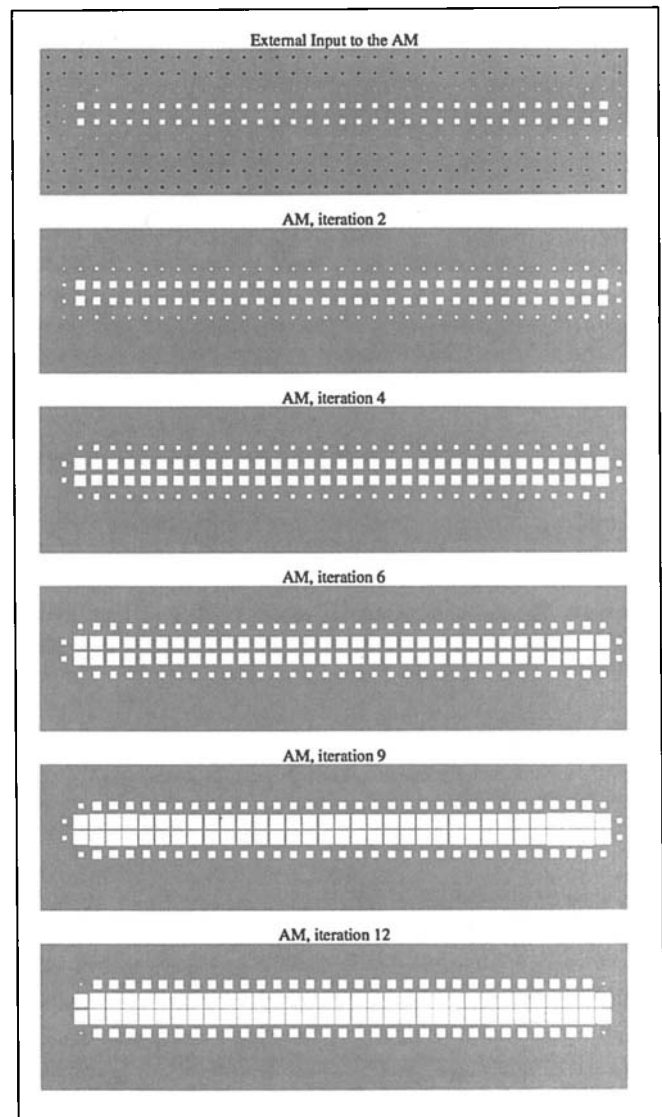 External Input to the AM
AM, iteration 2
AM, iteration 4
AM, iteration 6
AM, iteration 9
AM, iteration 12